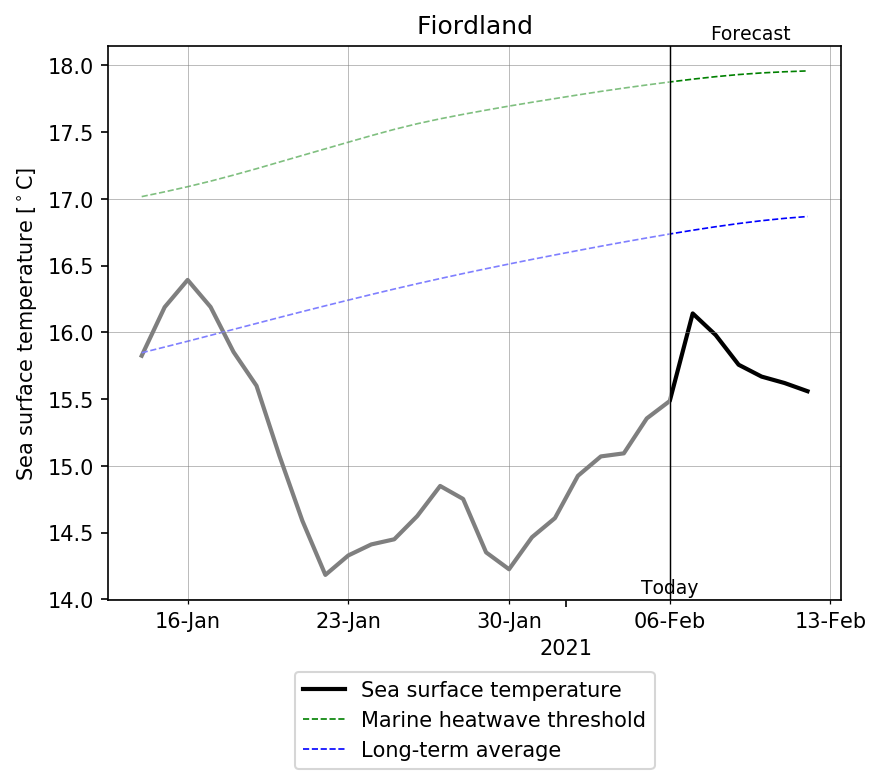 Fiordland
Forecast
Sea surface temperature [°C]
18.0
17.5
17.0
16.5
16.0
15.5
15.0
14.5
14.0
Today
16-Jan 23-Jan 30-Jan 06-Feb 13-Feb
2021
Sea surface temperature
Marine heatwave threshold
Long-term average